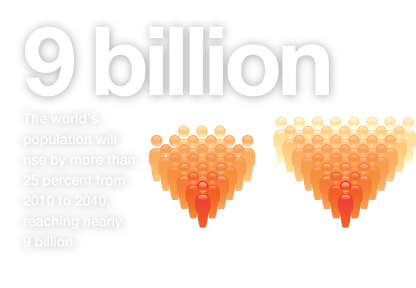 9 billion
The world's
population will
rise by more than
25 percent from
2010 to 2040,
reaching nearly
9 billion.